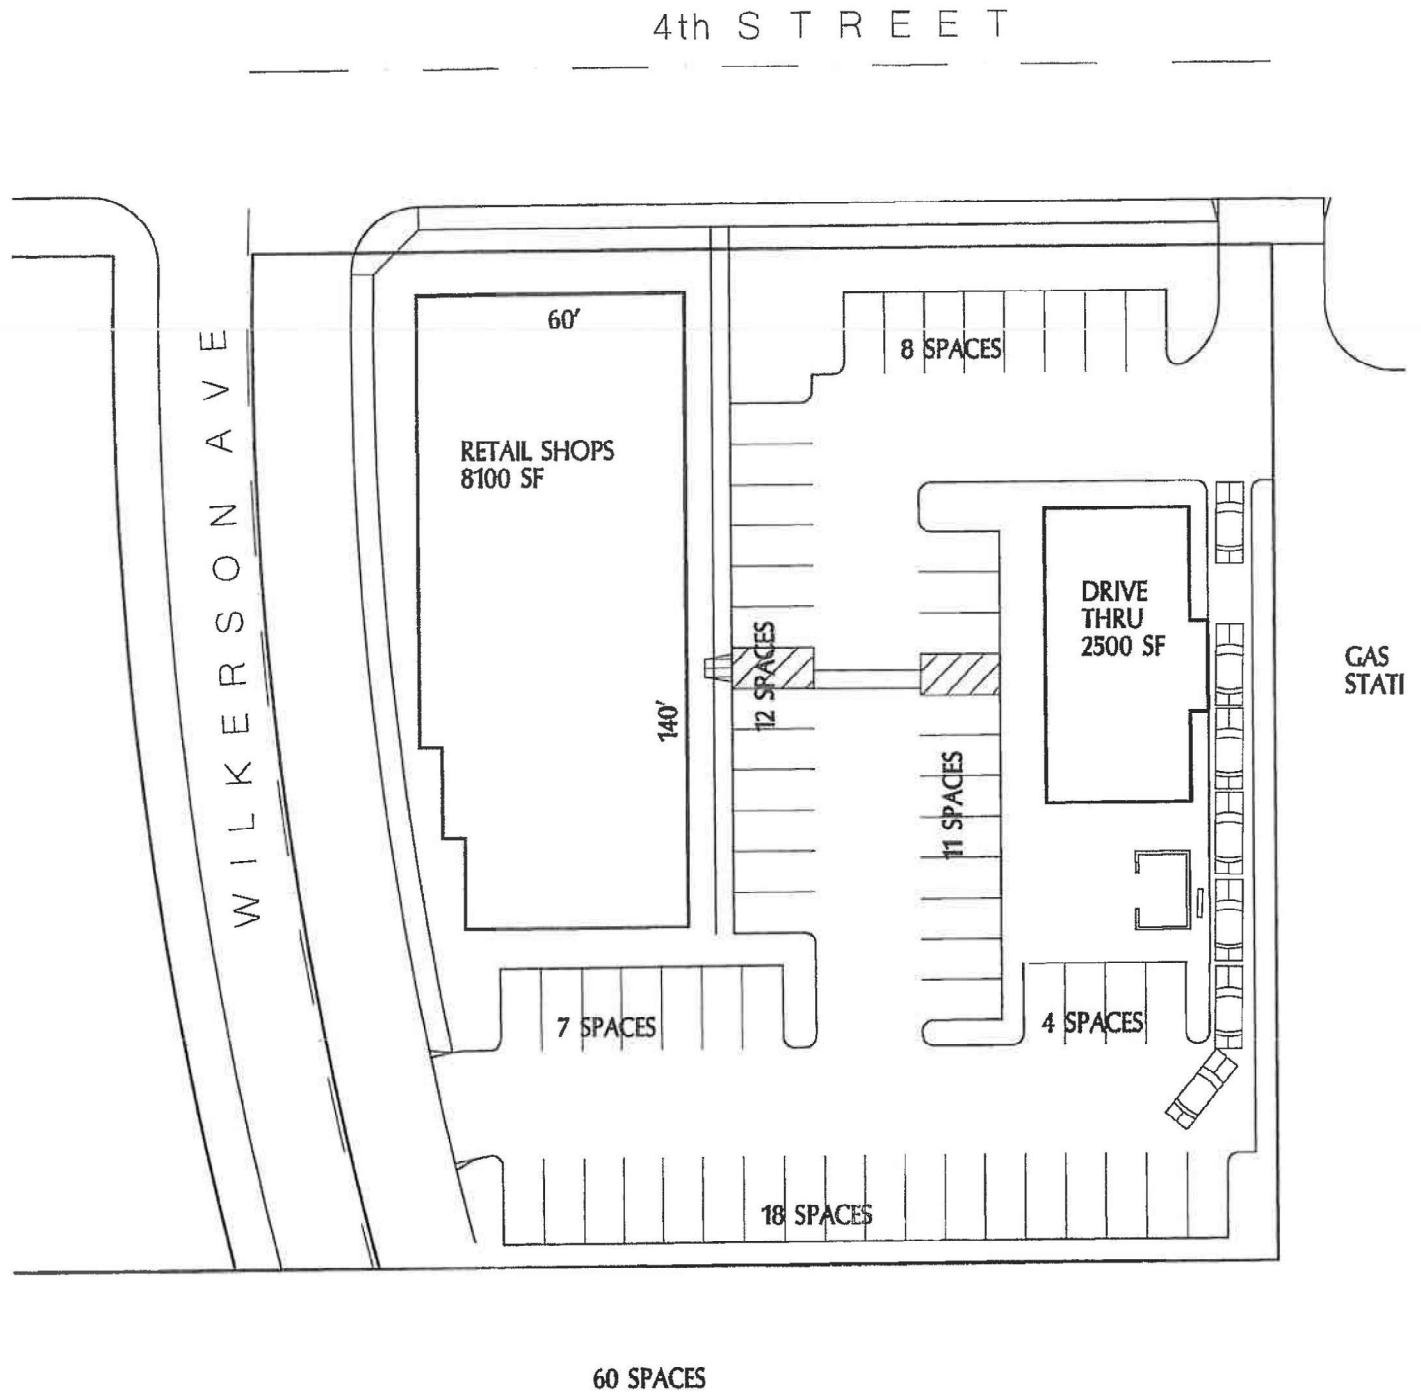 4th STREET
60'
8 SPACES
WILKERSON AVE
RETAIL SHOPS
8100 SF
DRIVE
THRU
2500 SF
GAS
STATI
12 SPACES
140'
11 SPACES
7 SPACES
4 SPACES
18 SPACES
60 SPACES